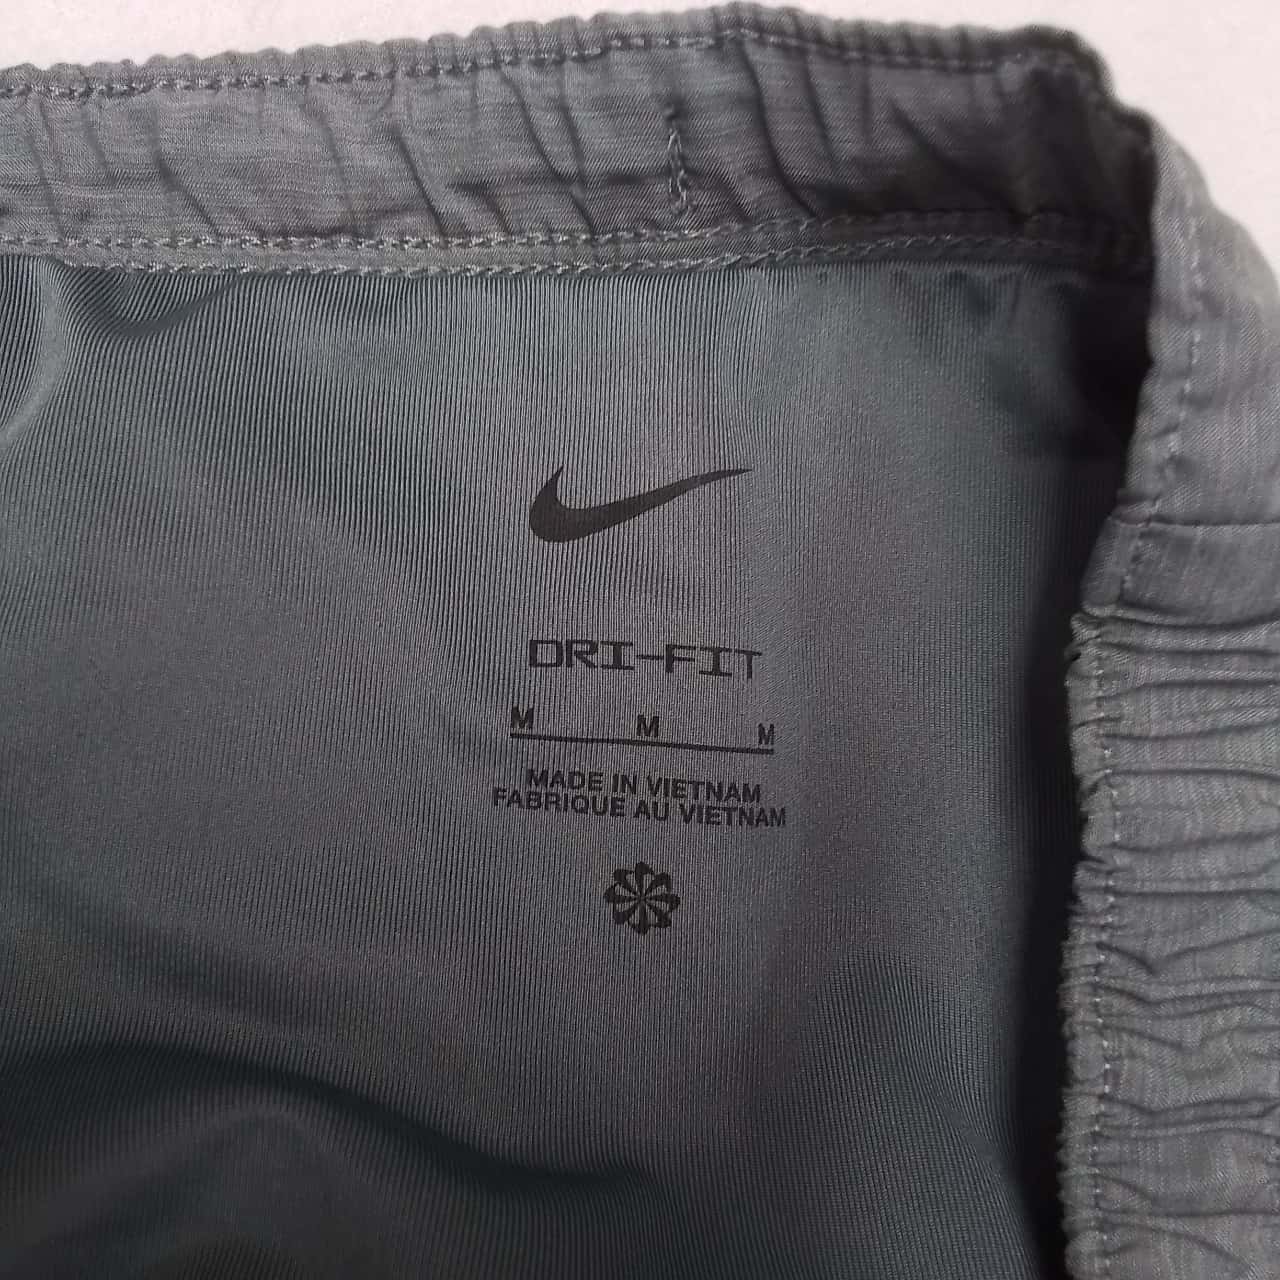 DRI-FIT
M M M
MADE IN VIETNAM
FABRIQUE AU VIETNAM